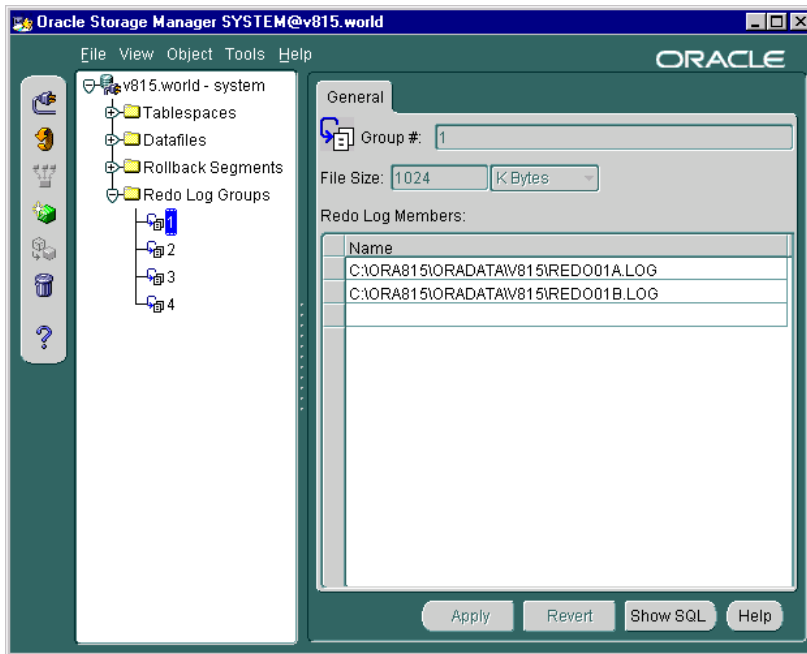 Oracle Storage Manager SYSTEM@v815.world
File View Object Tools Help
ORACLE
v815.world - system
Tablespaces
Datafiles
Rollback Segments
Redo Log Groups
1
2
3
4
General
Group #: 1
File Size: 1024 K Bytes
Redo Log Members:
Name
C:\ORA815\ORADATA\V815\REDO01A.LOG
C:\ORA815\ORADATA\V815\REDO01B.LOG
Apply Revert Show SQL Help